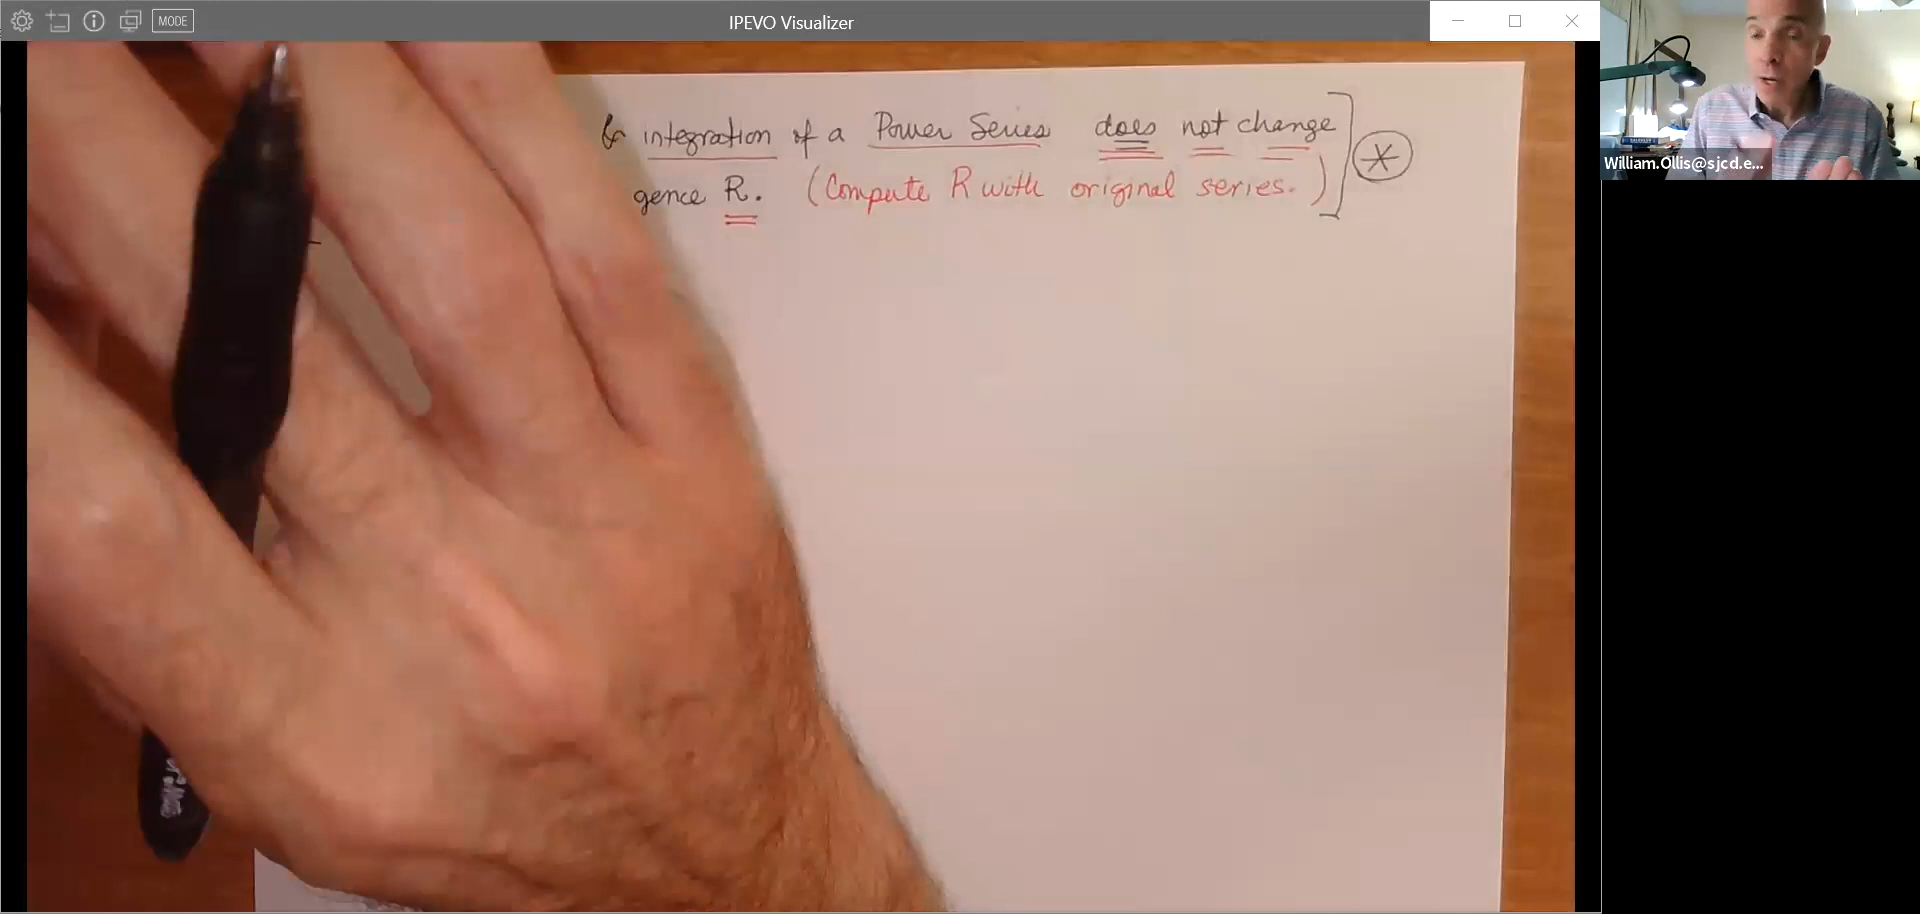 MODE
IPEVO Visualizer
integration of a Power Series does not change
gence R. (Compute R with original series.)
William.Ollis@sjcd.e...